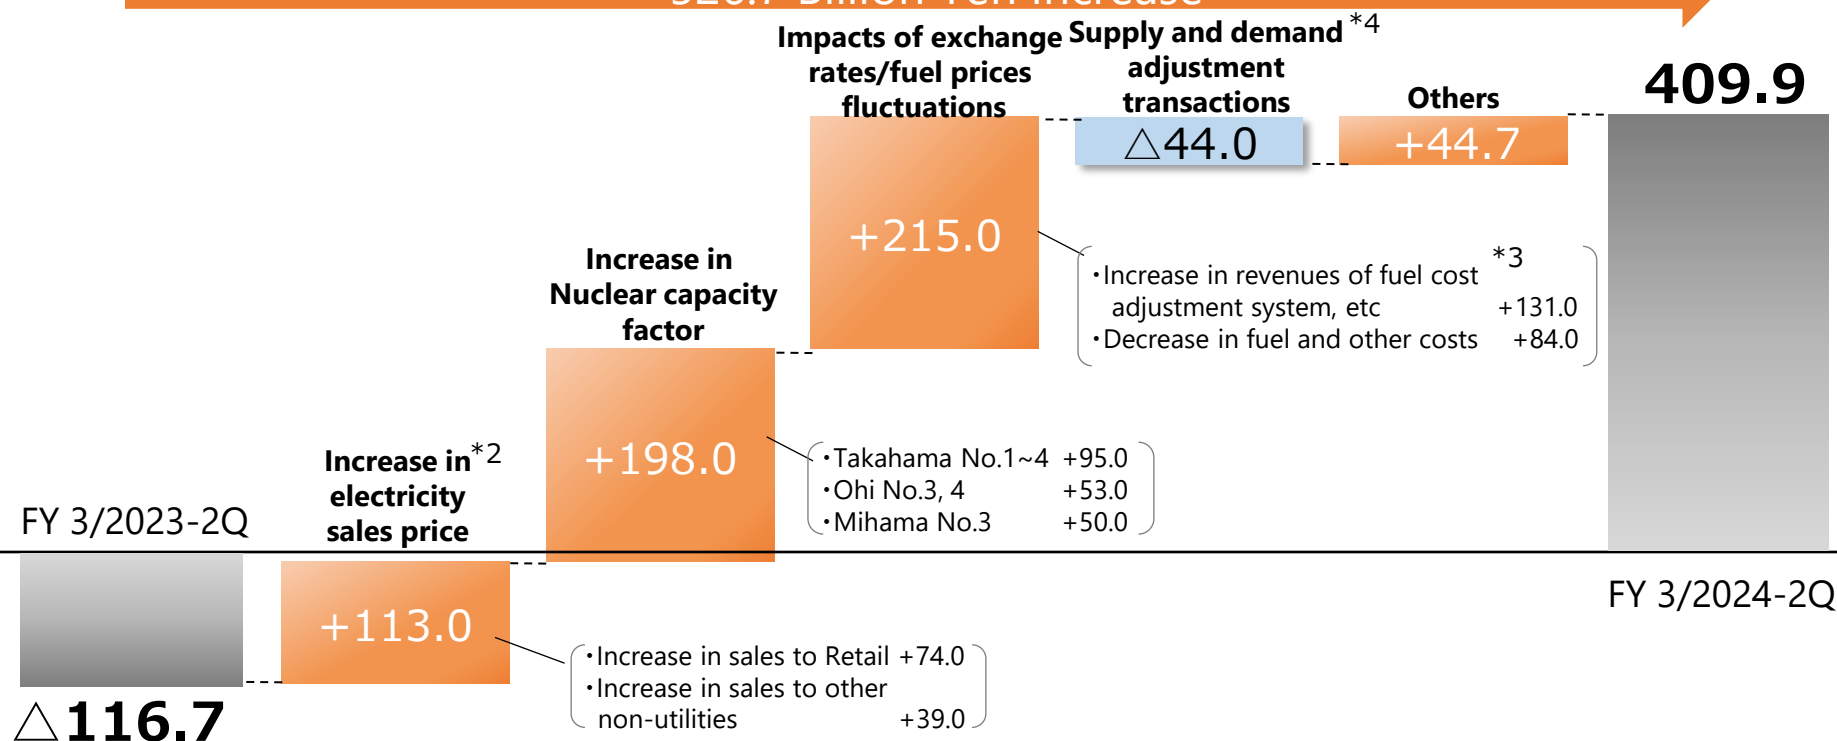 Impacts of exchange
rates/fuel prices
fluctuations
Supply and demand *4
adjustment
transactions
Others
409.9
△44.0
+44.7
+215.0
・Increase in revenues of fuel cost *3
adjustment system, etc +131.0
・Decrease in fuel and other costs +84.0
Increase in
Nuclear capacity
factor
+198.0
・Takahama No.1~4 +95.0
・Ohi No.3, 4 +53.0
・Mihama No.3 +50.0
Increase in *2
electricity
sales price
FY 3/2023-2Q
FY 3/2024-2Q
+113.0
・Increase in sales to Retail +74.0
・Increase in sales to other
non-utilities +39.0
△116.7